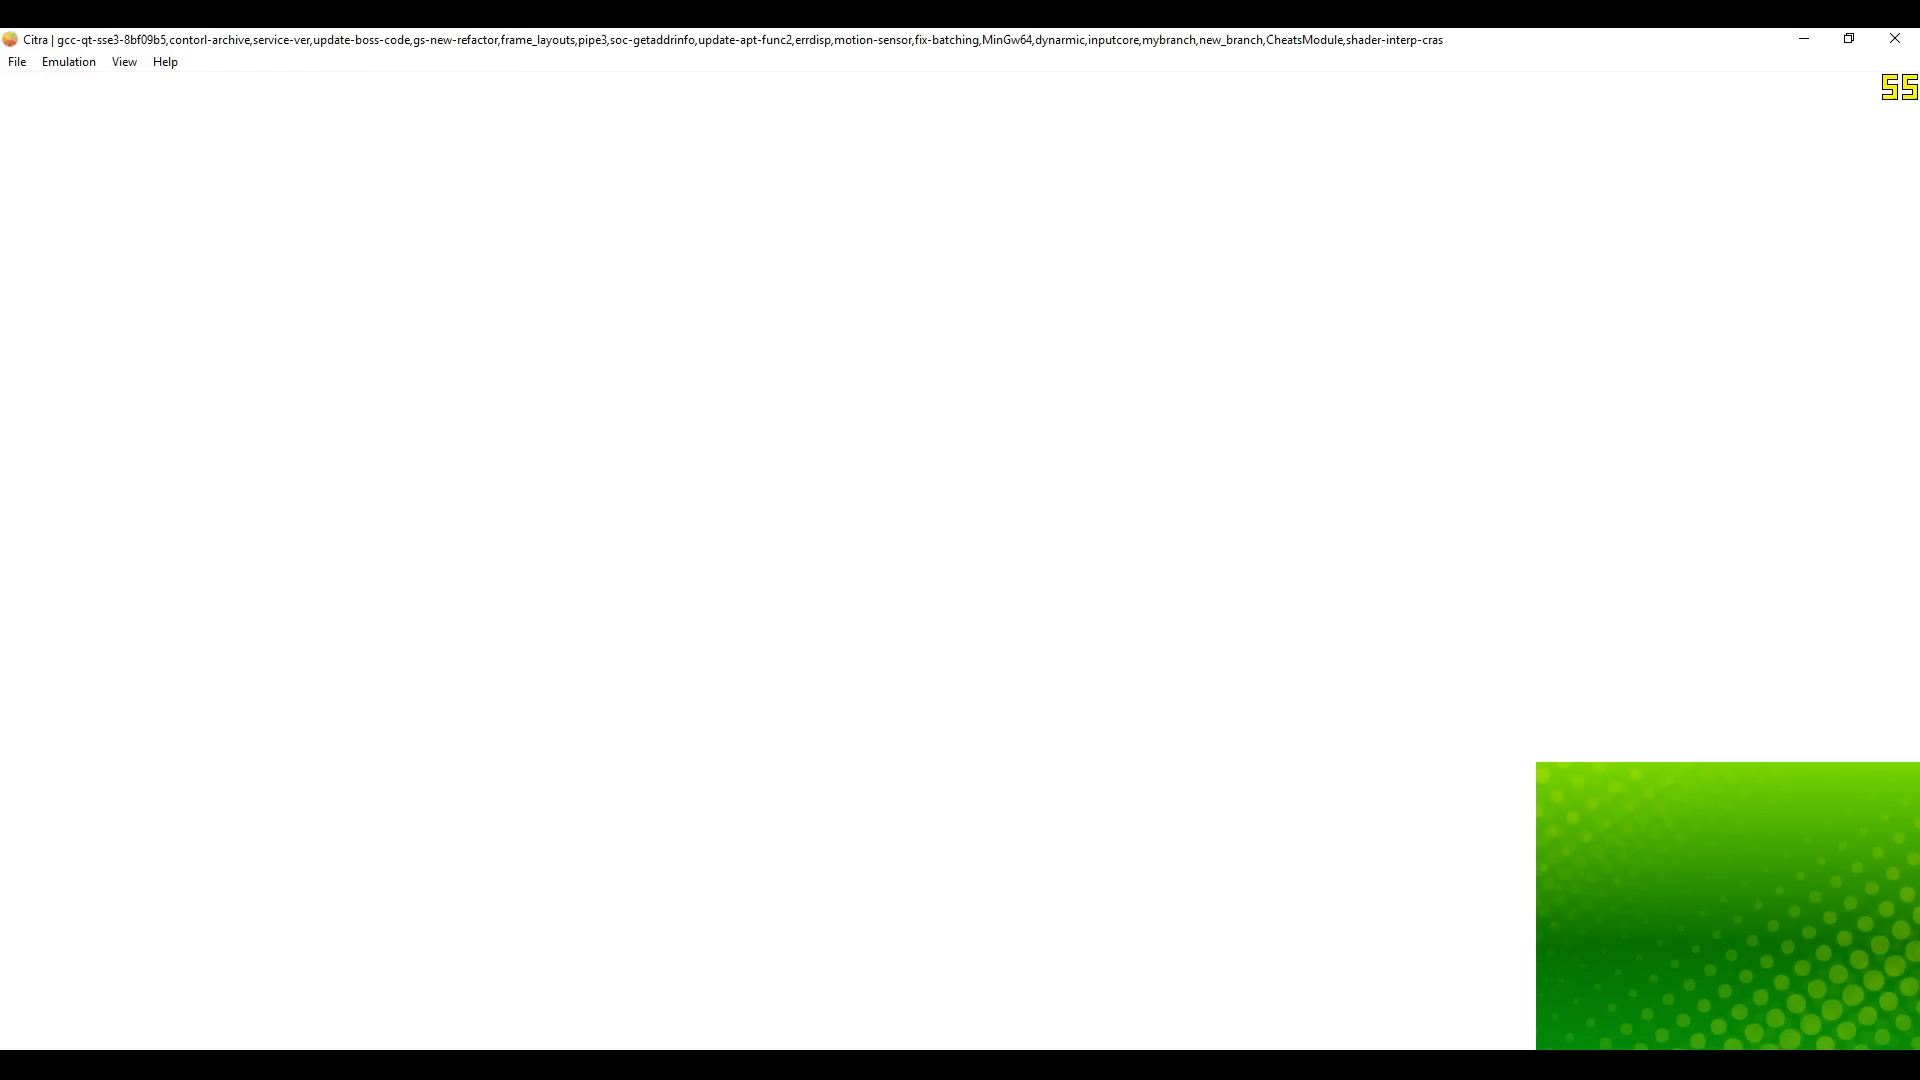 Citra | gcc-qt-sse3-8bf09b5,contorl-archive,service-ver,update-boss-code,gs-new-refactor,frame_layouts,pipe3,soc-getaddrinfo,update-apt-func2,errdisp,motion-sensor,fix-batching,MinGw64,dynarmic,inputcore,mybranch,new_branch,CheatsModule,shader-interp-cras
File Emulation View Help
55